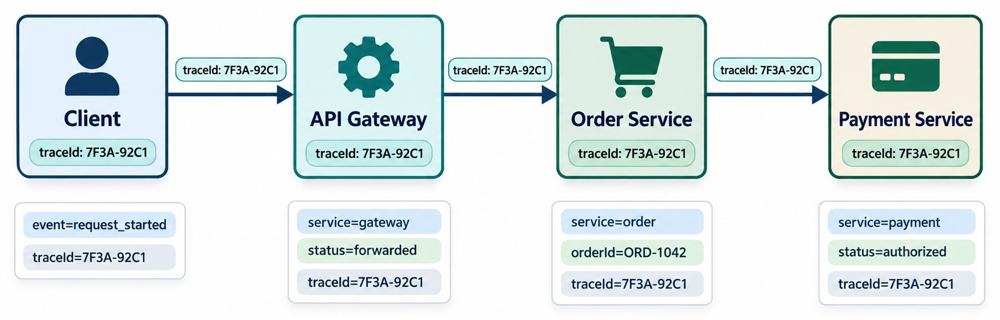 traceId: 7F3A-92C1
traceId: 7F3A-92C1
traceId: 7F3A-92C1
Client
API Gateway
Order Service
Payment Service
traceId: 7F3A-92C1
traceId: 7F3A-92C1
traceId: 7F3A-92C1
traceId: 7F3A-92C1
event=request_started
traceId=7F3A-92C1
service=gateway
status=forwarded
traceId=7F3A-92C1
service=order
orderId=ORD-1042
traceId=7F3A-92C1
service=payment
status=authorized
traceId=7F3A-92C1